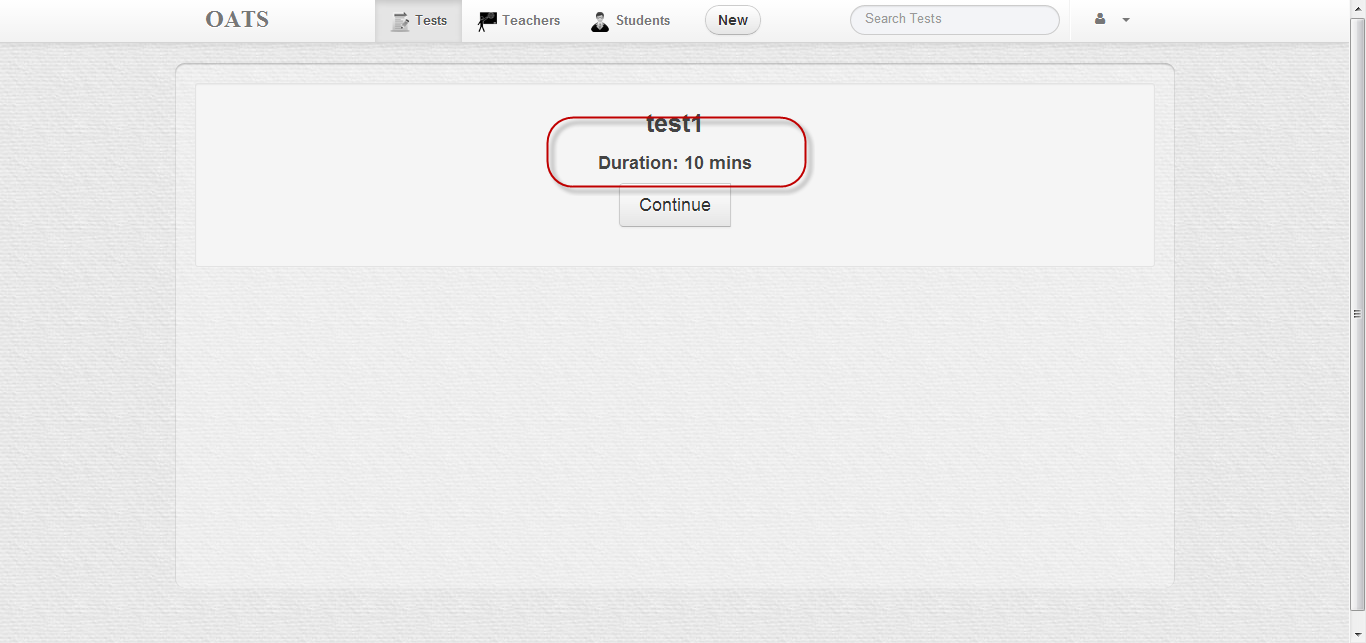 OATS Tests Teachers Students New Search Tests
test1
Duration: 10 mins
Continue